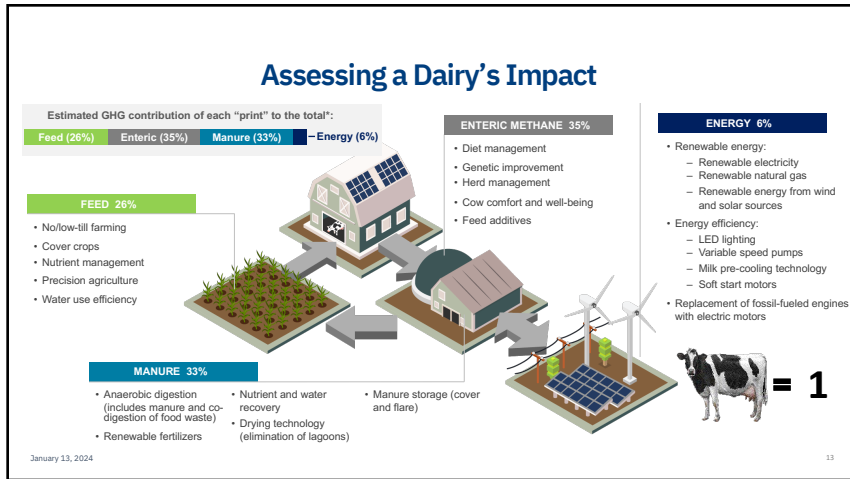 Assessing a Dairy's Impact
Estimated GHG contribution of each "print" to the total*:
Feed (26%)
Enteric (35%)
Manure (33%)
Energy (6%)
FEED 26%
• No/low-till farming
• Cover crops
• Nutrient management
• Precision agriculture
• Water use efficiency
ENTERIC METHANE 35%
• Diet management
• Genetic improvement
• Herd management
• Cow comfort and well-being
• Feed additives
ENERGY 6%
• Renewable energy:
– Renewable electricity
– Renewable natural gas
– Renewable energy from wind
and solar sources
• Energy efficiency:
– LED lighting
– Variable speed pumps
– Milk pre-cooling technology
– Soft start motors
• Replacement of fossil-fueled engines
with electric motors
MANURE 33%
• Anaerobic digestion
(includes manure and co-
digestion of food waste)
• Renewable fertilizers
• Nutrient and water
recovery
• Drying technology
(elimination of lagoons)
• Manure storage (cover
and flare)
= 1
January 13, 2024
13